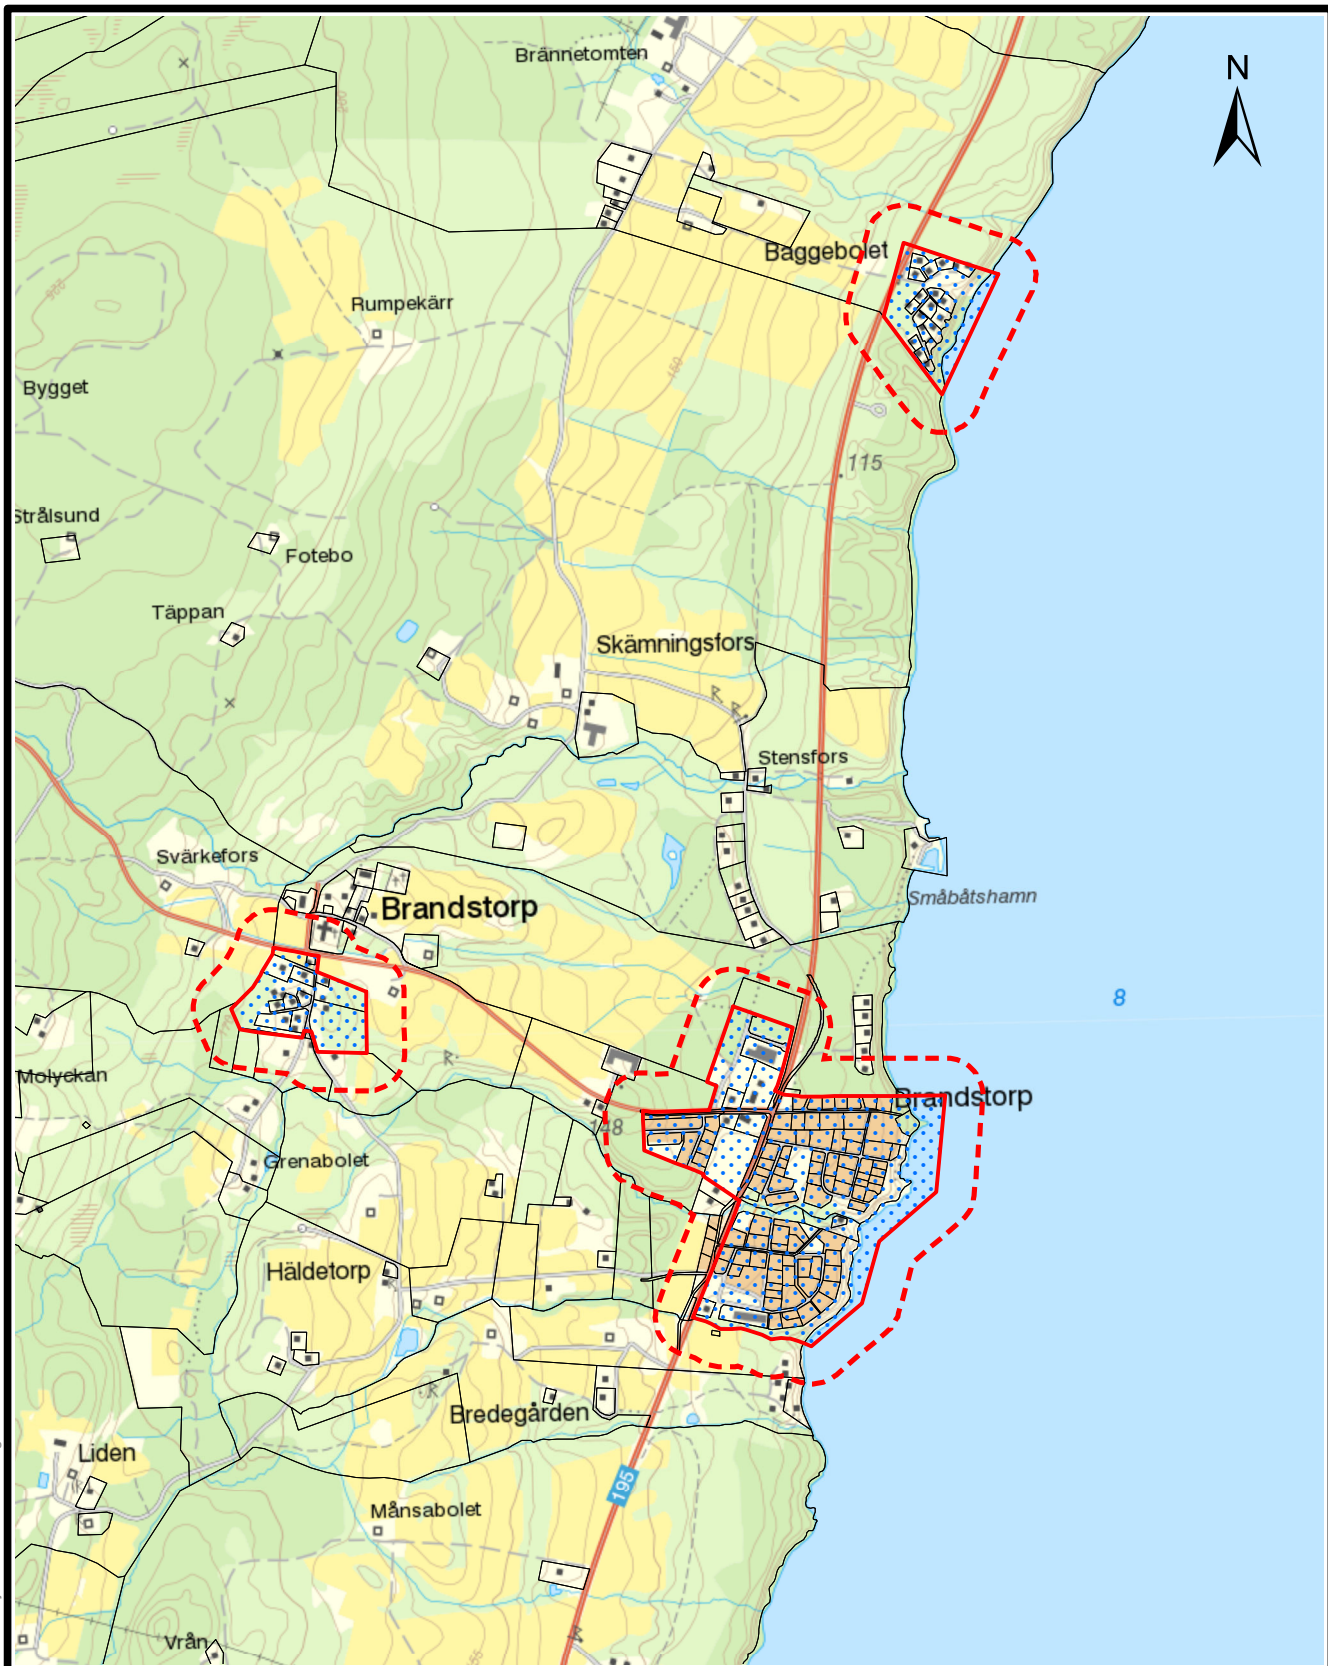 Brännetomten
N
Baggebolet
Rumpekärr
Bygget
115
Strålsund
Fotebo
Täppan
Skämningsfors
Stensfors
Svärkefors
Småbåtshamn
Brandstorp
8
Molyckan
Brandstorp
148
Grenabolet
Häldetorp
Bredegården
Liden
195
Månsabolet
Vrån